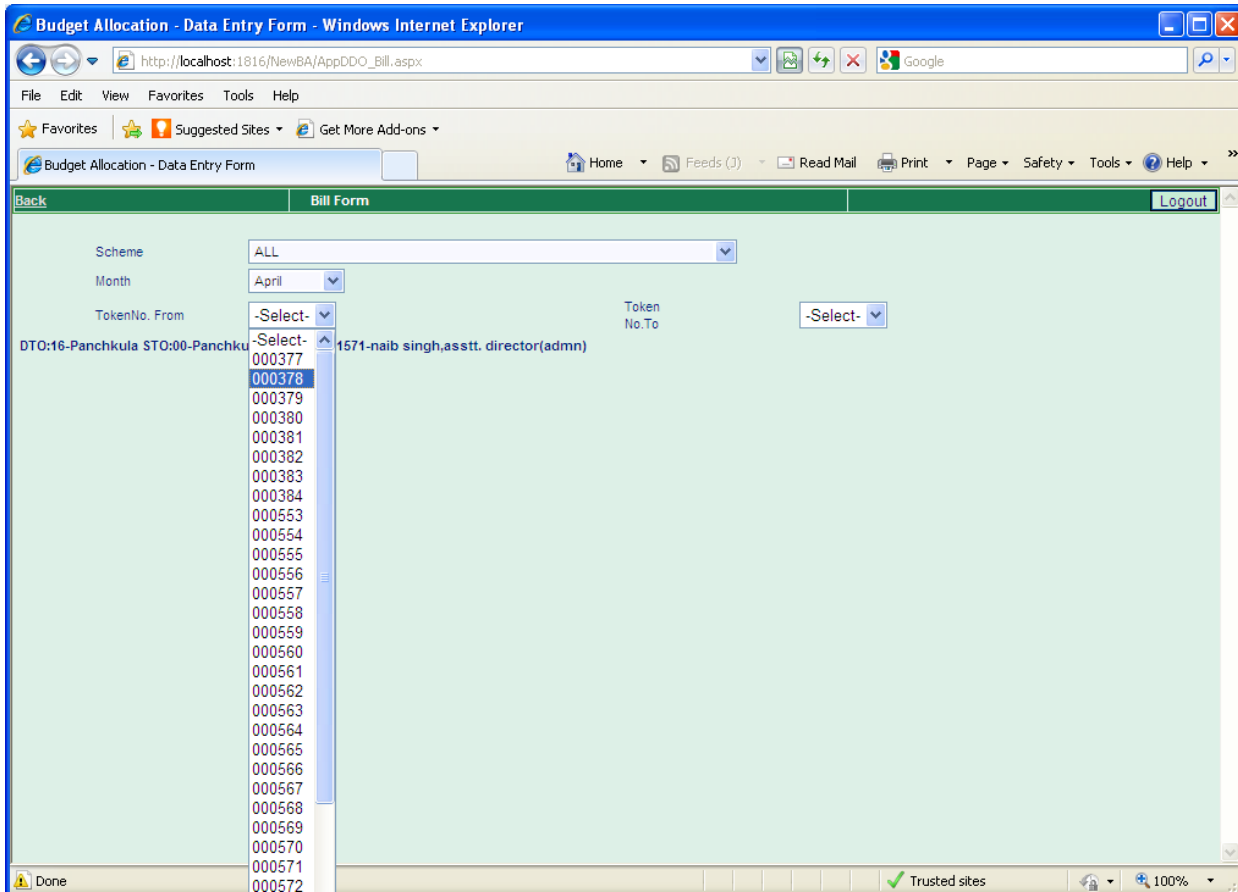 Budget Allocation - Data Entry Form - Windows Internet Explorer
http://localhost:1816/NewBA/AppDDO_Bill.aspx
Google
File Edit View Favorites Tools Help
Favorites Suggested Sites Get More Add-ons
Budget Allocation - Data Entry Form Home Feeds (J) Read Mail Print Page Safety Tools Help »
Back Bill Form Logout
Scheme ALL
Month April
TokenNo. From -Select- Token No.To -Select-
DTO:16-Panchkula STO:00-Panchku 1571-naib singh,asstt. director(admn)
-Select-
000377
000378
000379
000380
000381
000382
000383
000384
000553
000554
000555
000556
000557
000558
000559
000560
000561
000562
000563
000564
000565
000566
000567
000568
000569
000570
000571
000572
Done Trusted sites 100%